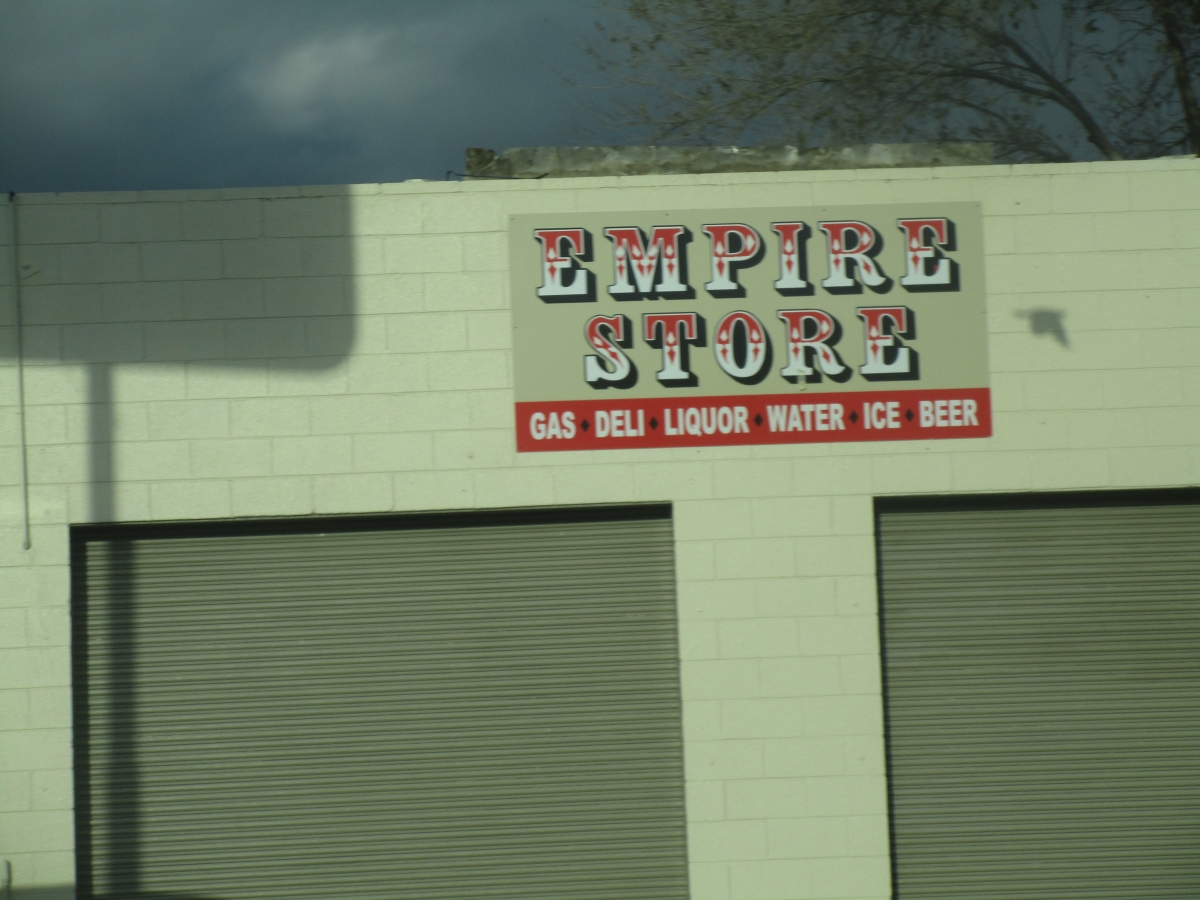 EMPIRE
STORE
GAS ♦ DELI ♦ LIQUOR ♦ WATER ♦ ICE ♦ BEER